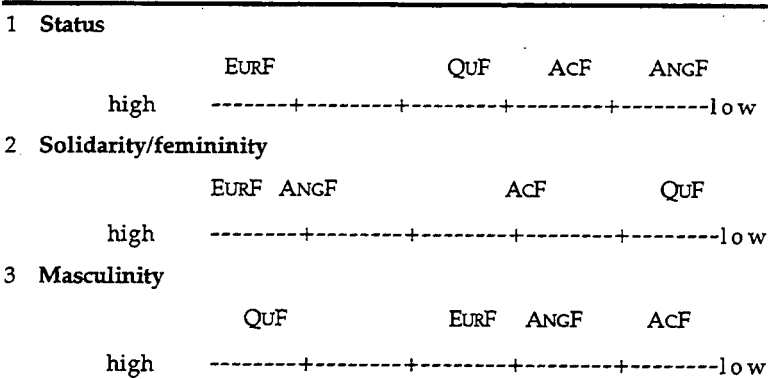 1 Status
EURF QUF ACF ANGF
high --------+--------+--------+--------+--------low
2 Solidarity/femininity
EURF ANGF ACF QUF
high --------+--------+--------+--------+--------low
3 Masculinity
QUF EURF ANGF ACF
high --------+--------+--------+--------+--------low